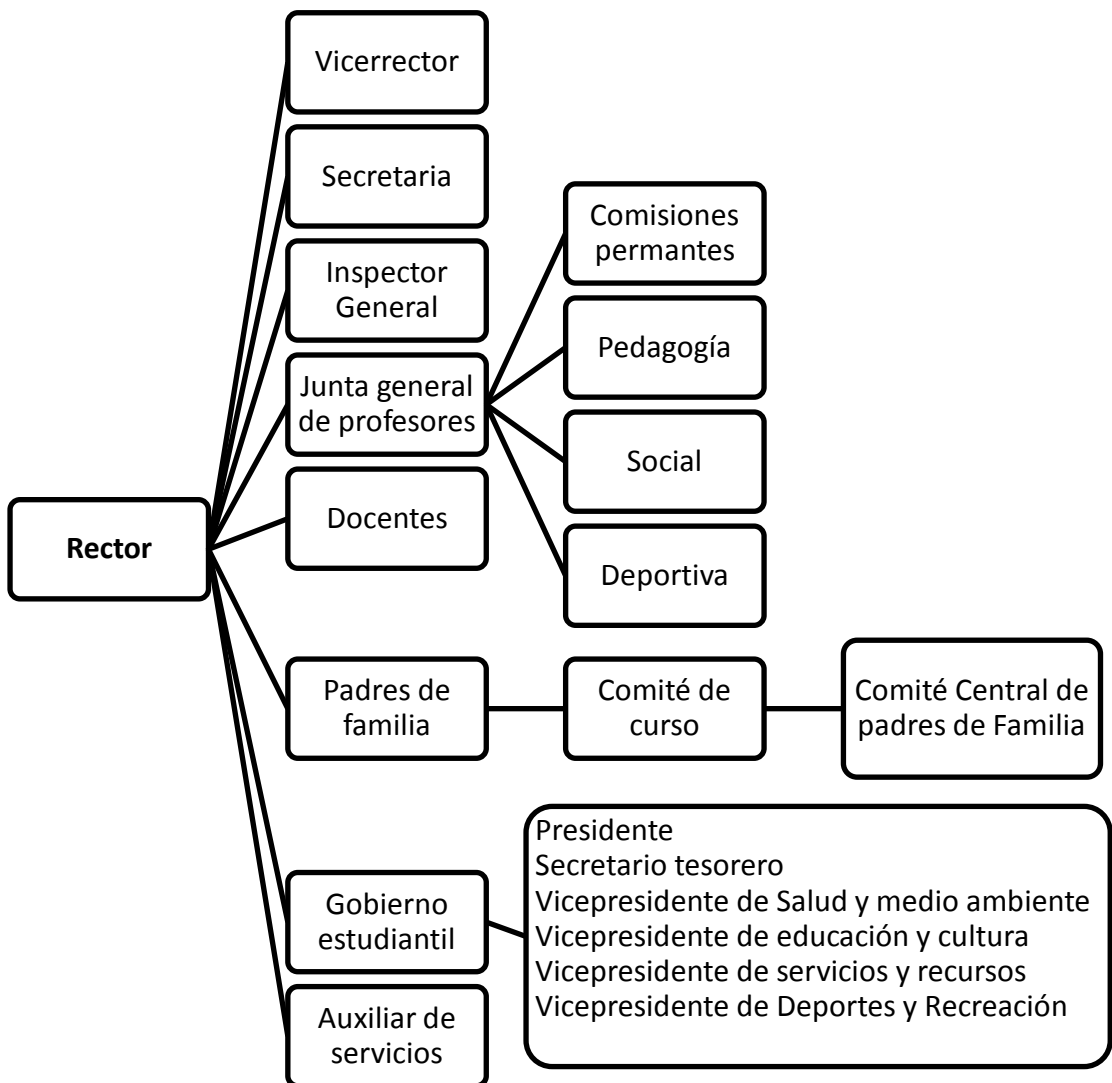 Vicerrector
Secretaria
Inspector
General
Junta general
de profesores
Comisiones
permantes
Pedagogía
Social
Deportiva
Docentes
Rector
Padres de
familia
Comité de
curso
Comité Central de
padres de Familia
Gobierno
estudiantil
Presidente
Secretario tesorero
Vicepresidente de Salud y medio ambiente
Vicepresidente de educación y cultura
Vicepresidente de servicios y recursos
Vicepresidente de Deportes y Recreación
Auxiliar de
servicios